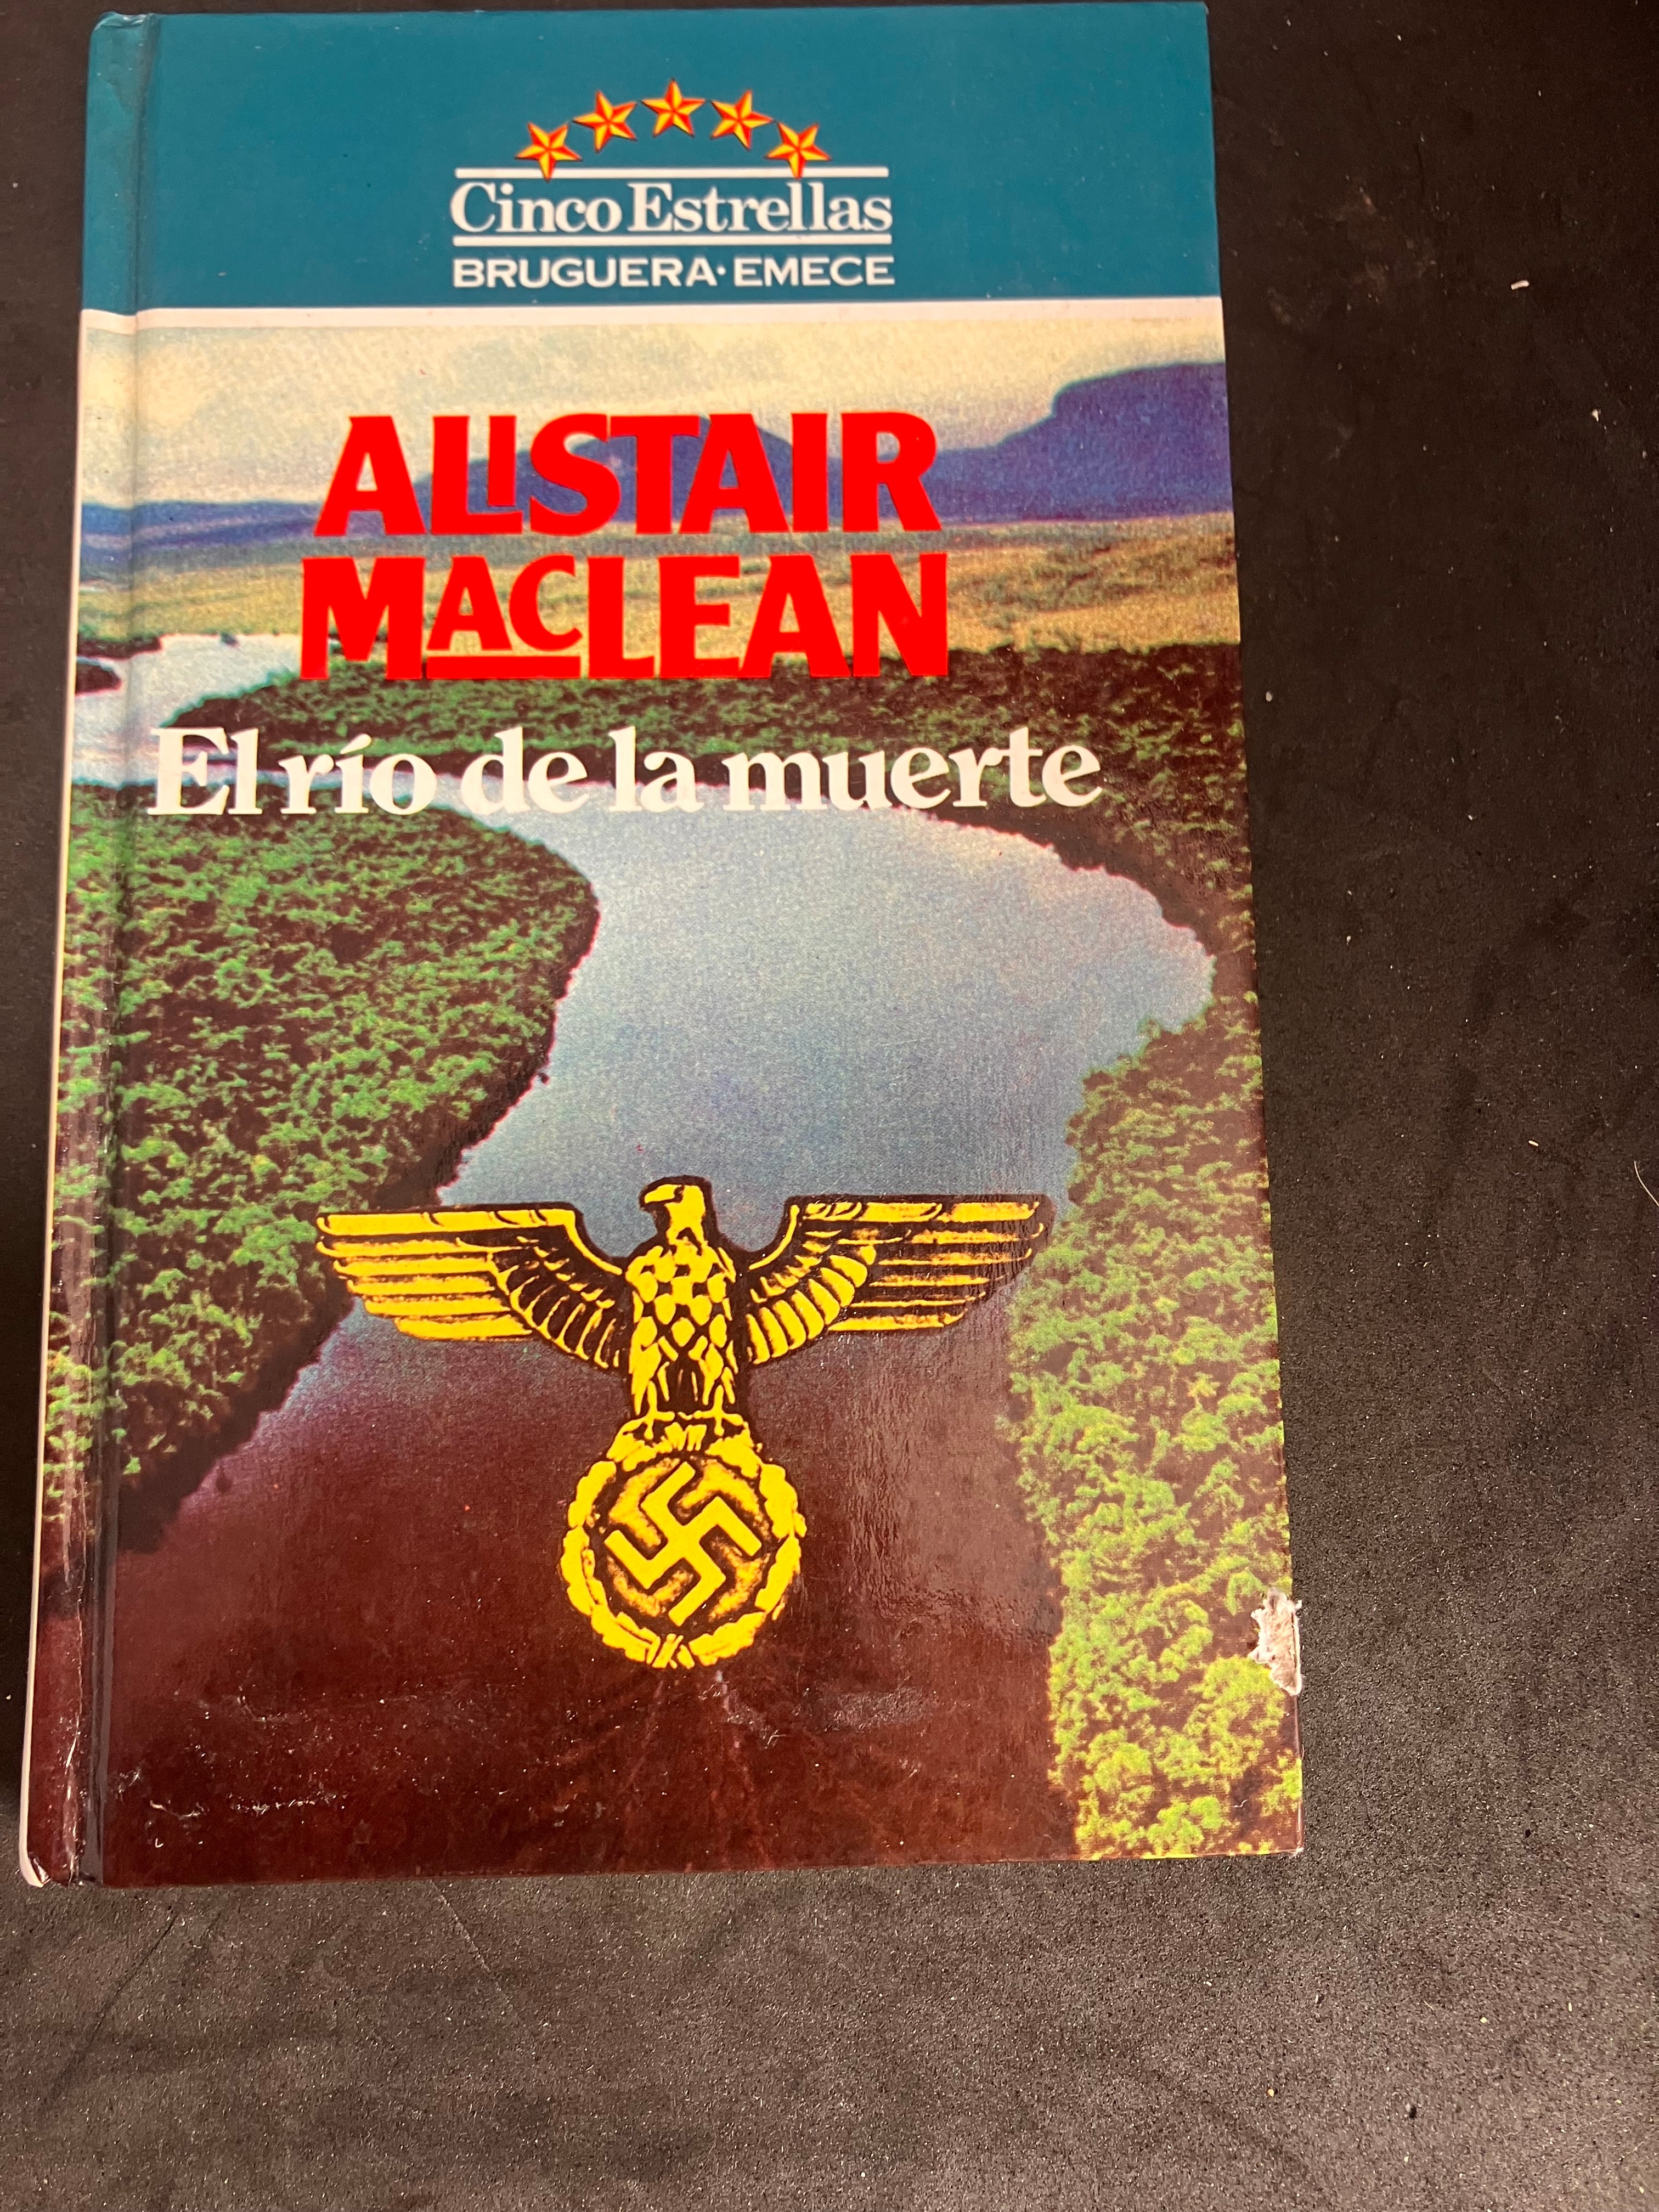 Cinco Estrellas
BRUGUERA·EMECE
ALISTAIR
MACLEAN
El río de la muerte